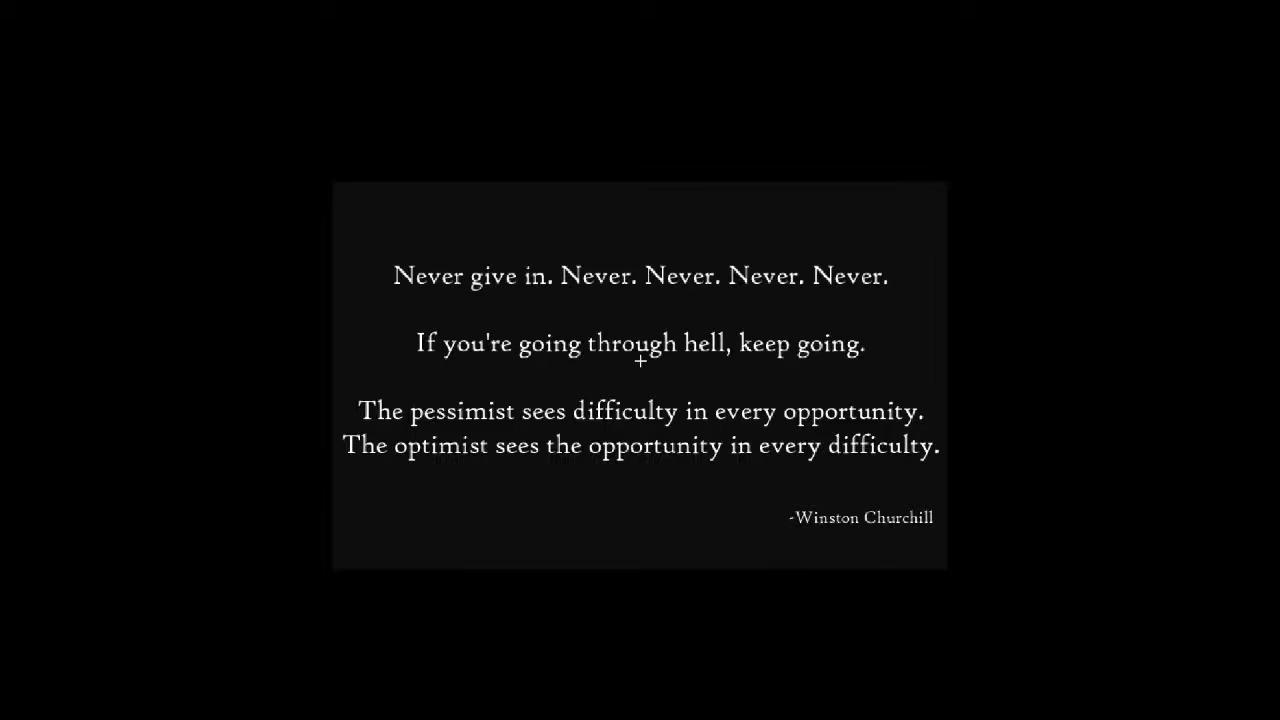 Never give in. Never. Never. Never. Never.
If you're going through hell, keep going.
The pessimist sees difficulty in every opportunity.
The optimist sees the opportunity in every difficulty.
-Winston Churchill